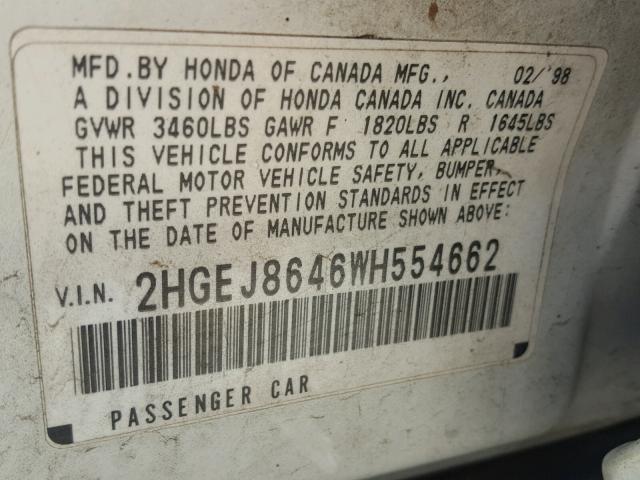 MFD.BY HONDA OF CANADA MFG., 02/'98
A DIVISION OF HONDA CANADA INC. CANADA
GVWR 3460LBS GAWR F 1820LBS R 1645LBS
THIS VEHICLE CONFORMS TO ALL APPLICABLE
FEDERAL MOTOR VEHICLE SAFETY, BUMPER,
AND THEFT PREVENTION STANDARDS IN EFFECT
ON THE DATE OF MANUFACTURE SHOWN ABOVE:
V.I.N. 2HGEJ8646WH554662
PASSENGER CAR